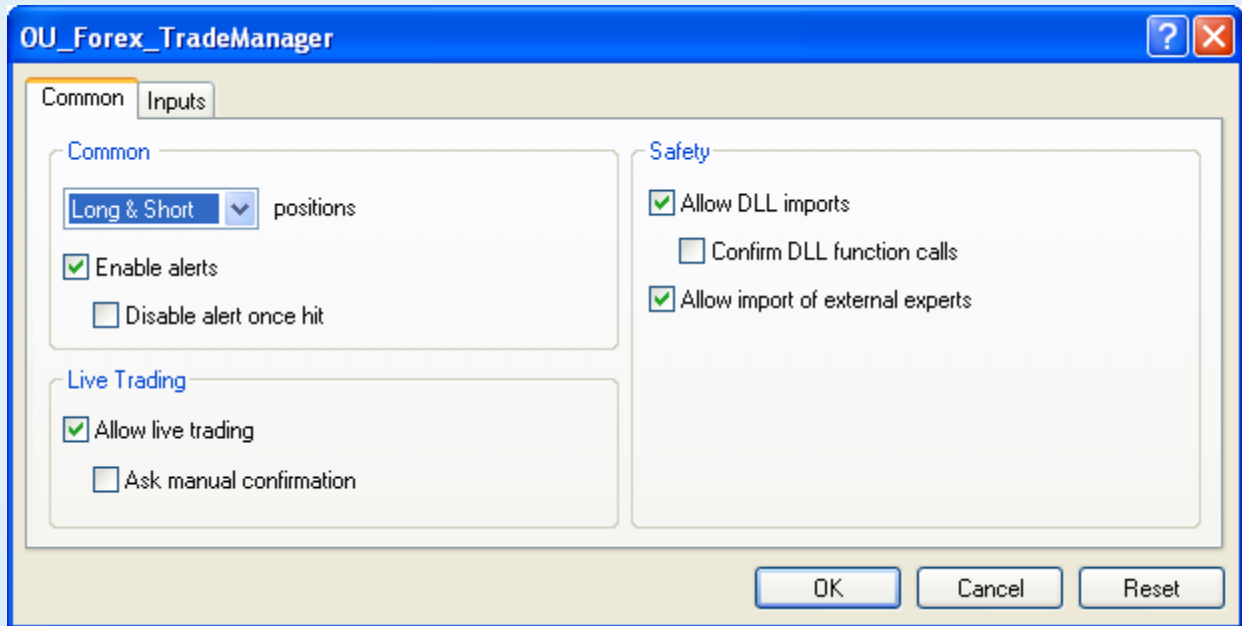 OU_Forex_TradeManager
Common
Inputs
Common
Long & Short positions
Enable alerts
Disable alert once hit
Live Trading
Allow live trading
Ask manual confirmation
Safety
Allow DLL imports
Confirm DLL function calls
Allow import of external experts
OK
Cancel
Reset